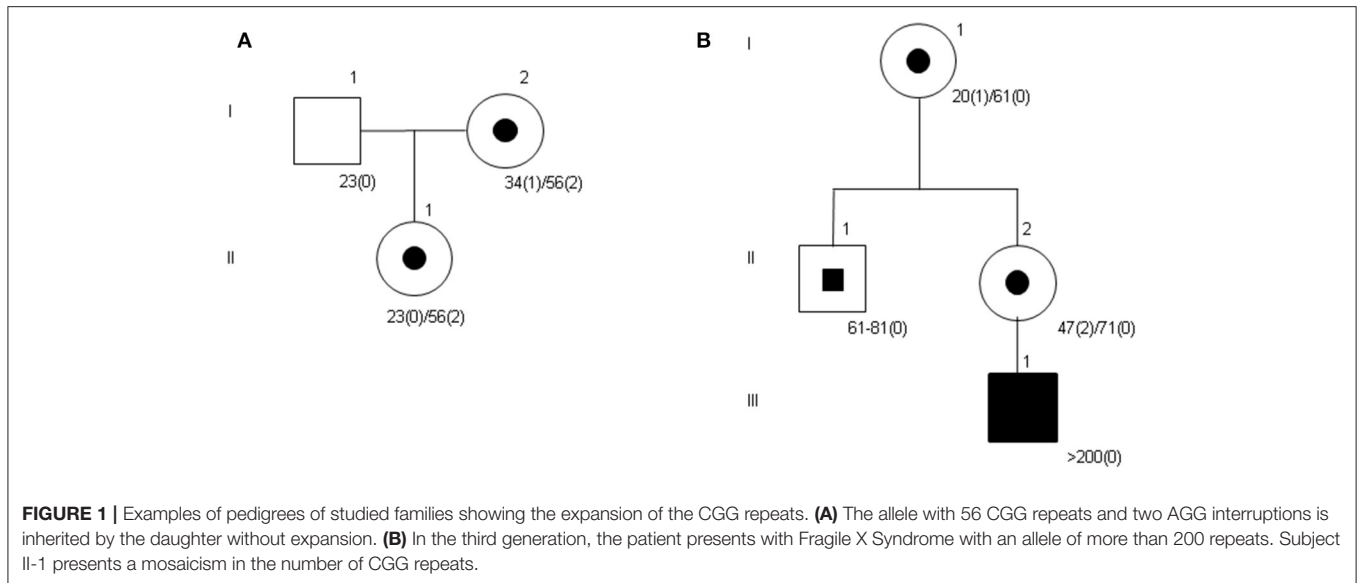 A
I
1
2
23(0)
34(1)/56(2)
II
1
23(0)/56(2)
B
I
1
20(1)/61(0)
II
1
2
61-81(0)
47(2)/71(0)
III
1
>200(0)
FIGURE 1 | Examples of pedigrees of studied families showing the expansion of the CGG repeats. (A) The allele with 56 CGG repeats and two AGG interruptions is
inherited by the daughter without expansion. (B) In the third generation, the patient presents with Fragile X Syndrome with an allele of more than 200 repeats. Subject
II-1 presents a mosaicism in the number of CGG repeats.